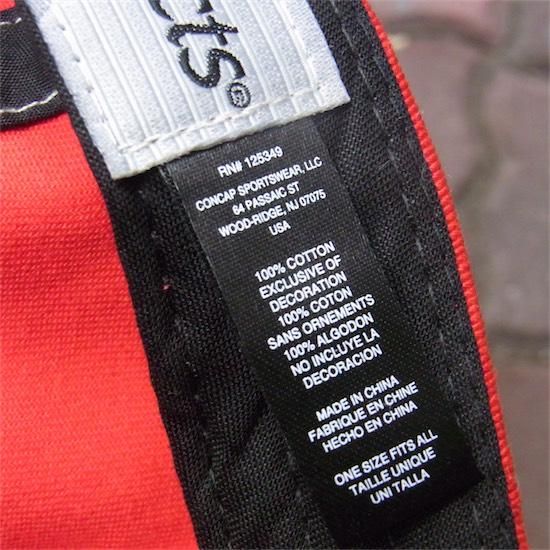 cts®
RN# 125349
CONCAP SPORTSWEAR, LLC
64 PASSAIC ST
WOOD-RIDGE, NJ 07075
USA
100% COTTON
EXCLUSIVE OF
DECORATION
100% COTON
SANS ORNEMENTS
100% ALGODON
NO INCLUYE LA
DECORACION
MADE IN CHINA
FABRIQUE EN CHINE
HECHO EN CHINA
ONE SIZE FITS ALL
TAILLE UNIQUE
UNI TALLA